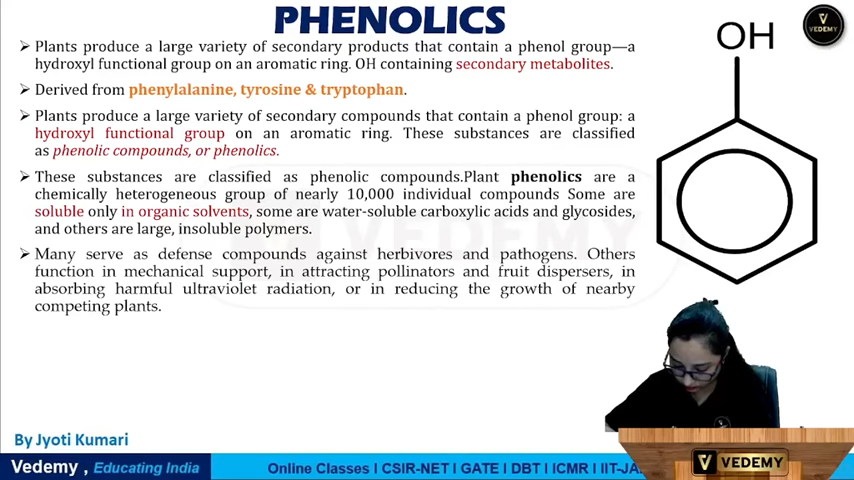 PHENOLICS
➢ Plants produce a large variety of secondary products that contain a phenol group—a
hydroxyl functional group on an aromatic ring. OH containing secondary metabolites.
➢ Derived from phenylalanine, tyrosine & tryptophan.
➢ Plants produce a large variety of secondary compounds that contain a phenol group: a
hydroxyl functional group on an aromatic ring. These substances are classified
as phenolic compounds, or phenolics.
➢ These substances are classified as phenolic compounds.Plant phenolics are a
chemically heterogeneous group of nearly 10,000 individual compounds Some are
soluble only in organic solvents, some are water-soluble carboxylic acids and glycosides,
and others are large, insoluble polymers.
➢ Many serve as defense compounds against herbivores and pathogens. Others
function in mechanical support, in attracting pollinators and fruit dispersers, in
absorbing harmful ultraviolet radiation, or in reducing the growth of nearby
competing plants.
OH
V
VEDEMY
VEDEMY
By Jyoti Kumari
Vedemy , Educating India
Online Classes I CSIR-NET I GATE I DBT I ICMR I IIT-JA
V VEDEMY